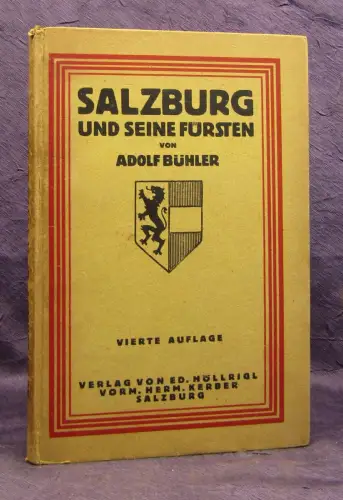 SALZBURG
UND SEINE FÜRSTEN
VON
ADOLF BÜHLER
VIERTE AUFLAGE
VERLAG VON ED. HÖLLRIGL
VORM. HERM. KERBER
SALZBURG